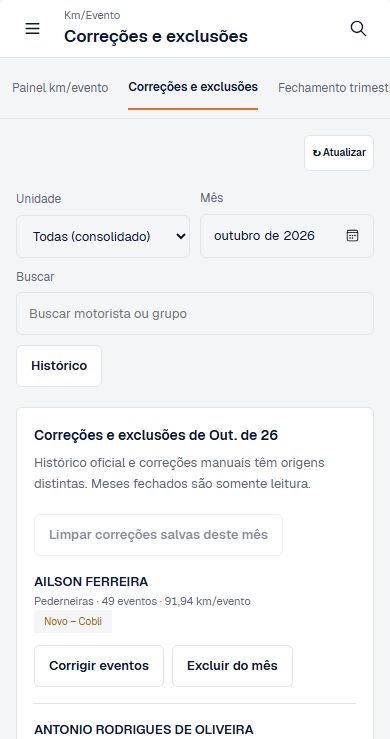 Km/Evento
Correções e exclusões
Painel km/evento
Correções e exclusões
Fechamento trimest
↻ Atualizar
Unidade
Mês
Todas (consolidado)
outubro de 2026
Buscar
Buscar motorista ou grupo
Histórico
Correções e exclusões de Out. de 26
Histórico oficial e correções manuais têm origens
distintas. Meses fechados são somente leitura.
Limpar correções salvas deste mês
AILSON FERREIRA
Pederneiras · 49 eventos · 91,94 km/evento
Novo – Cobli
Corrigir eventos
Excluir do mês
ANTONIO RODRIGUES DE OLIVEIRA